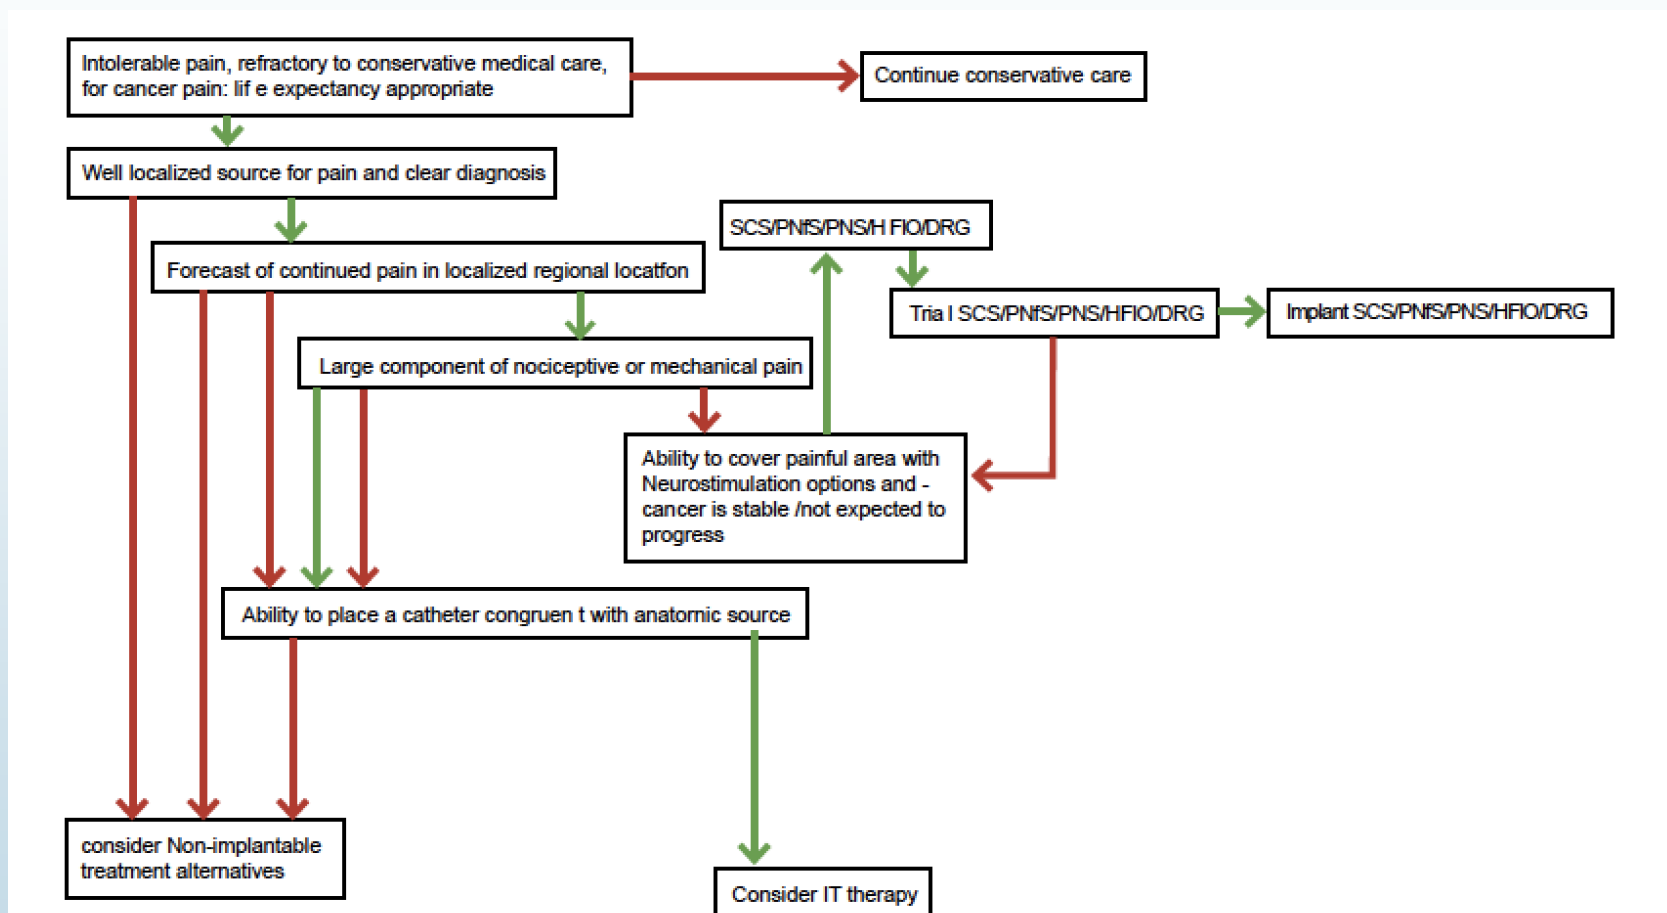 Intolerable pain, refractory to conservative medical care,
for cancer pain: lif e expectancy appropriate
Continue conservative care
Well localized source for pain and clear diagnosis
SCS/PNfS/PNS/H FIO/DRG
Forecast of continued pain in localized regional locatfon
Tria l SCS/PNfS/PNS/HFIO/DRG
Implant SCS/PNfS/PNS/HFIO/DRG
Large component of nociceptive or mechanical pain
Ability to cover painful area with
Neurostimulation options and -
cancer is stable /not expected to
progress
Ability to place a catheter congruen t with anatomic source
consider Non-implantable
treatment alternatives
Consider IT therapy